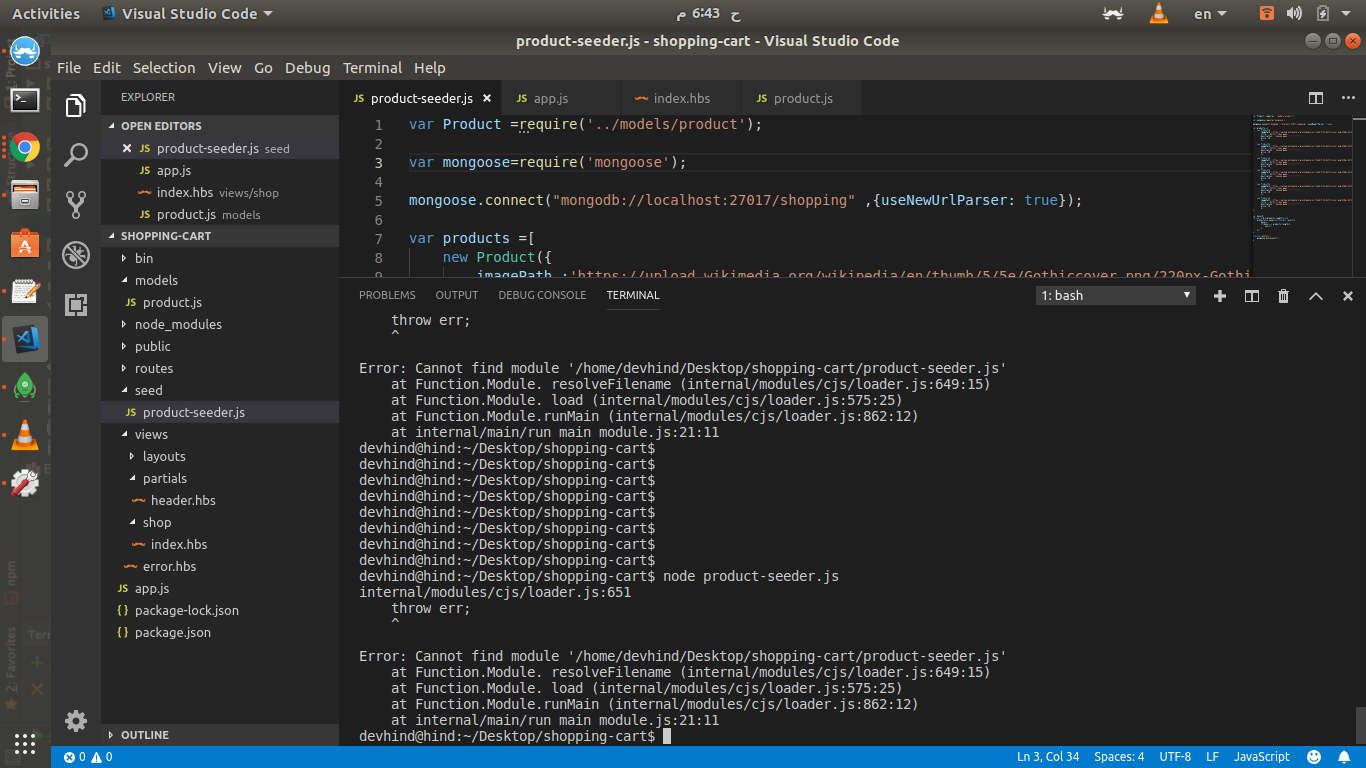 Activities
Visual Studio Code
ح 6:43 م
en
product-seeder.js - shopping-cart - Visual Studio Code
File Edit Selection View Go Debug Terminal Help
EXPLORER
OPEN EDITORS
JS product-seeder.js seed
JS app.js
index.hbs views/shop
JS product.js models
SHOPPING-CART
bin
models
JS product.js
node_modules
public
routes
seed
JS product-seeder.js
views
layouts
partials
header.hbs
shop
index.hbs
error.hbs
JS app.js
{} package-lock.json
{} package.json
OUTLINE
JS product-seeder.js
JS app.js
index.hbs
JS product.js
1 var Product =require('../models/product');
2
3 var mongoose=require('mongoose');
4
5 mongoose.connect("mongodb://localhost:27017/shopping" ,{useNewUrlParser: true});
6
7 var products =[
8 new Product({
9 imagePath :'https://upload.wikimedia.org/wikipedia/en/thumb/5/5e/Gothiccover.png/220px-Gothi
PROBLEMS OUTPUT DEBUG CONSOLE TERMINAL
1: bash
throw err;
^
Error: Cannot find module '/home/devhind/Desktop/shopping-cart/product-seeder.js'
at Function.Module. resolveFilename (internal/modules/cjs/loader.js:649:15)
at Function.Module. load (internal/modules/cjs/loader.js:575:25)
at Function.Module.runMain (internal/modules/cjs/loader.js:862:12)
at internal/main/run main module.js:21:11
devhind@hind:~/Desktop/shopping-cart$
devhind@hind:~/Desktop/shopping-cart$
devhind@hind:~/Desktop/shopping-cart$
devhind@hind:~/Desktop/shopping-cart$
devhind@hind:~/Desktop/shopping-cart$
devhind@hind:~/Desktop/shopping-cart$
devhind@hind:~/Desktop/shopping-cart$
devhind@hind:~/Desktop/shopping-cart$
devhind@hind:~/Desktop/shopping-cart$ node product-seeder.js
internal/modules/cjs/loader.js:651
throw err;
^
Error: Cannot find module '/home/devhind/Desktop/shopping-cart/product-seeder.js'
at Function.Module. resolveFilename (internal/modules/cjs/loader.js:649:15)
at Function.Module. load (internal/modules/cjs/loader.js:575:25)
at Function.Module.runMain (internal/modules/cjs/loader.js:862:12)
at internal/main/run main module.js:21:11
devhind@hind:~/Desktop/shopping-cart$
0 0
Ln 3, Col 34 Spaces: 4 UTF-8 LF JavaScript
npm
2: Favorites
Ter